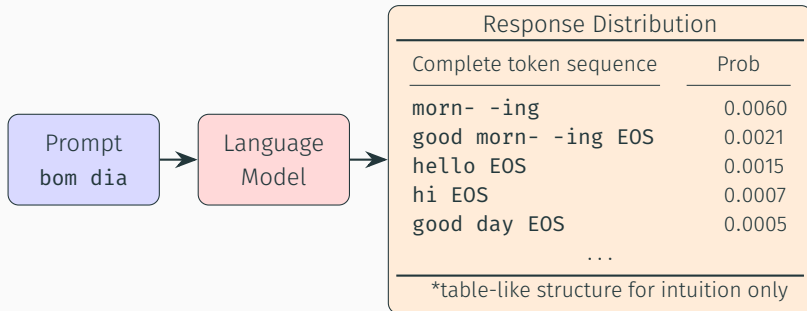 Response Distribution
Complete token sequence Prob
morn- -ing 0.0060
good morn- -ing EOS 0.0021
hello EOS 0.0015
hi EOS 0.0007
good day EOS 0.0005
...
*table-like structure for intuition only
Prompt
bom dia
Language
Model